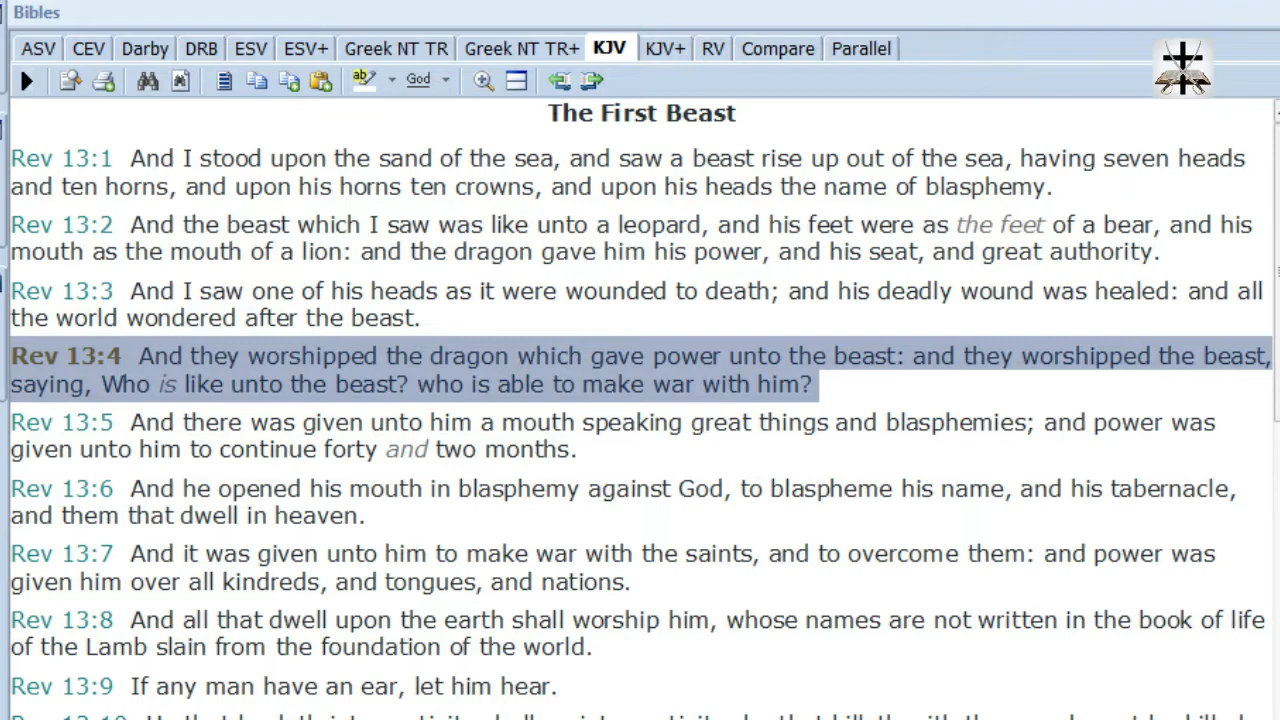 Bibles
ASV CEV Darby DRB ESV ESV+ Greek NT TR Greek NT TR+ KJV KJV+ RV Compare Parallel
ab God
The First Beast
Rev 13:1 And I stood upon the sand of the sea, and saw a beast rise up out of the sea, having seven heads
and ten horns, and upon his horns ten crowns, and upon his heads the name of blasphemy.
Rev 13:2 And the beast which I saw was like unto a leopard, and his feet were as the feet of a bear, and his
mouth as the mouth of a lion: and the dragon gave him his power, and his seat, and great authority.
Rev 13:3 And I saw one of his heads as it were wounded to death; and his deadly wound was healed: and all
the world wondered after the beast.
Rev 13:4 And they worshipped the dragon which gave power unto the beast: and they worshipped the beast,
saying, Who is like unto the beast? who is able to make war with him?
Rev 13:5 And there was given unto him a mouth speaking great things and blasphemies; and power was
given unto him to continue forty and two months.
Rev 13:6 And he opened his mouth in blasphemy against God, to blaspheme his name, and his tabernacle,
and them that dwell in heaven.
Rev 13:7 And it was given unto him to make war with the saints, and to overcome them: and power was
given him over all kindreds, and tongues, and nations.
Rev 13:8 And all that dwell upon the earth shall worship him, whose names are not written in the book of life
of the Lamb slain from the foundation of the world.
Rev 13:9 If any man have an ear, let him hear.